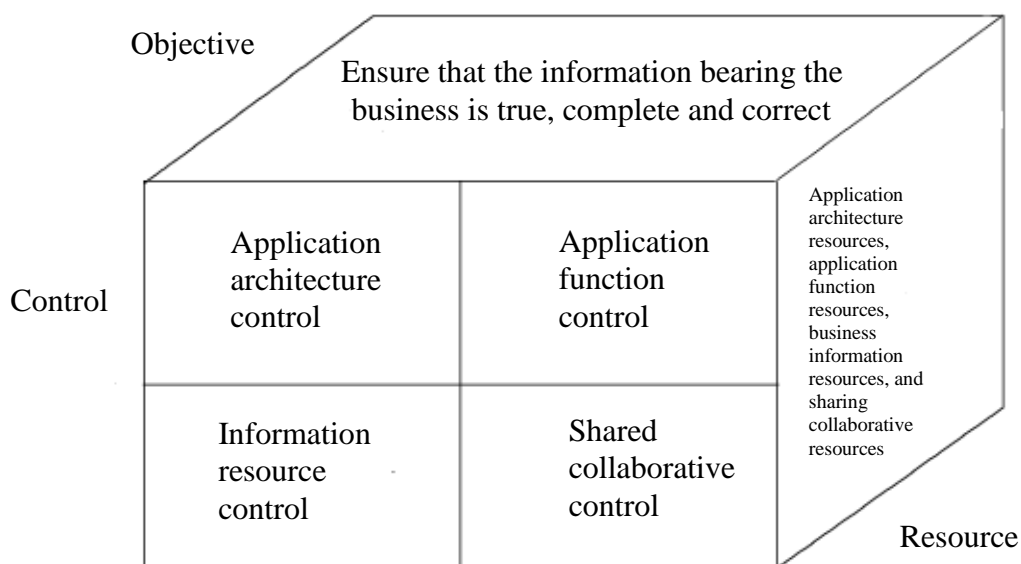 Objective
Ensure that the information bearing the
business is true, complete and correct
Control
Application
architecture
control
Application
function
control
Information
resource
control
Shared
collaborative
control
Application
architecture
resources,
application
function
resources,
business
information
resources, and
sharing
collaborative
resources
Resource